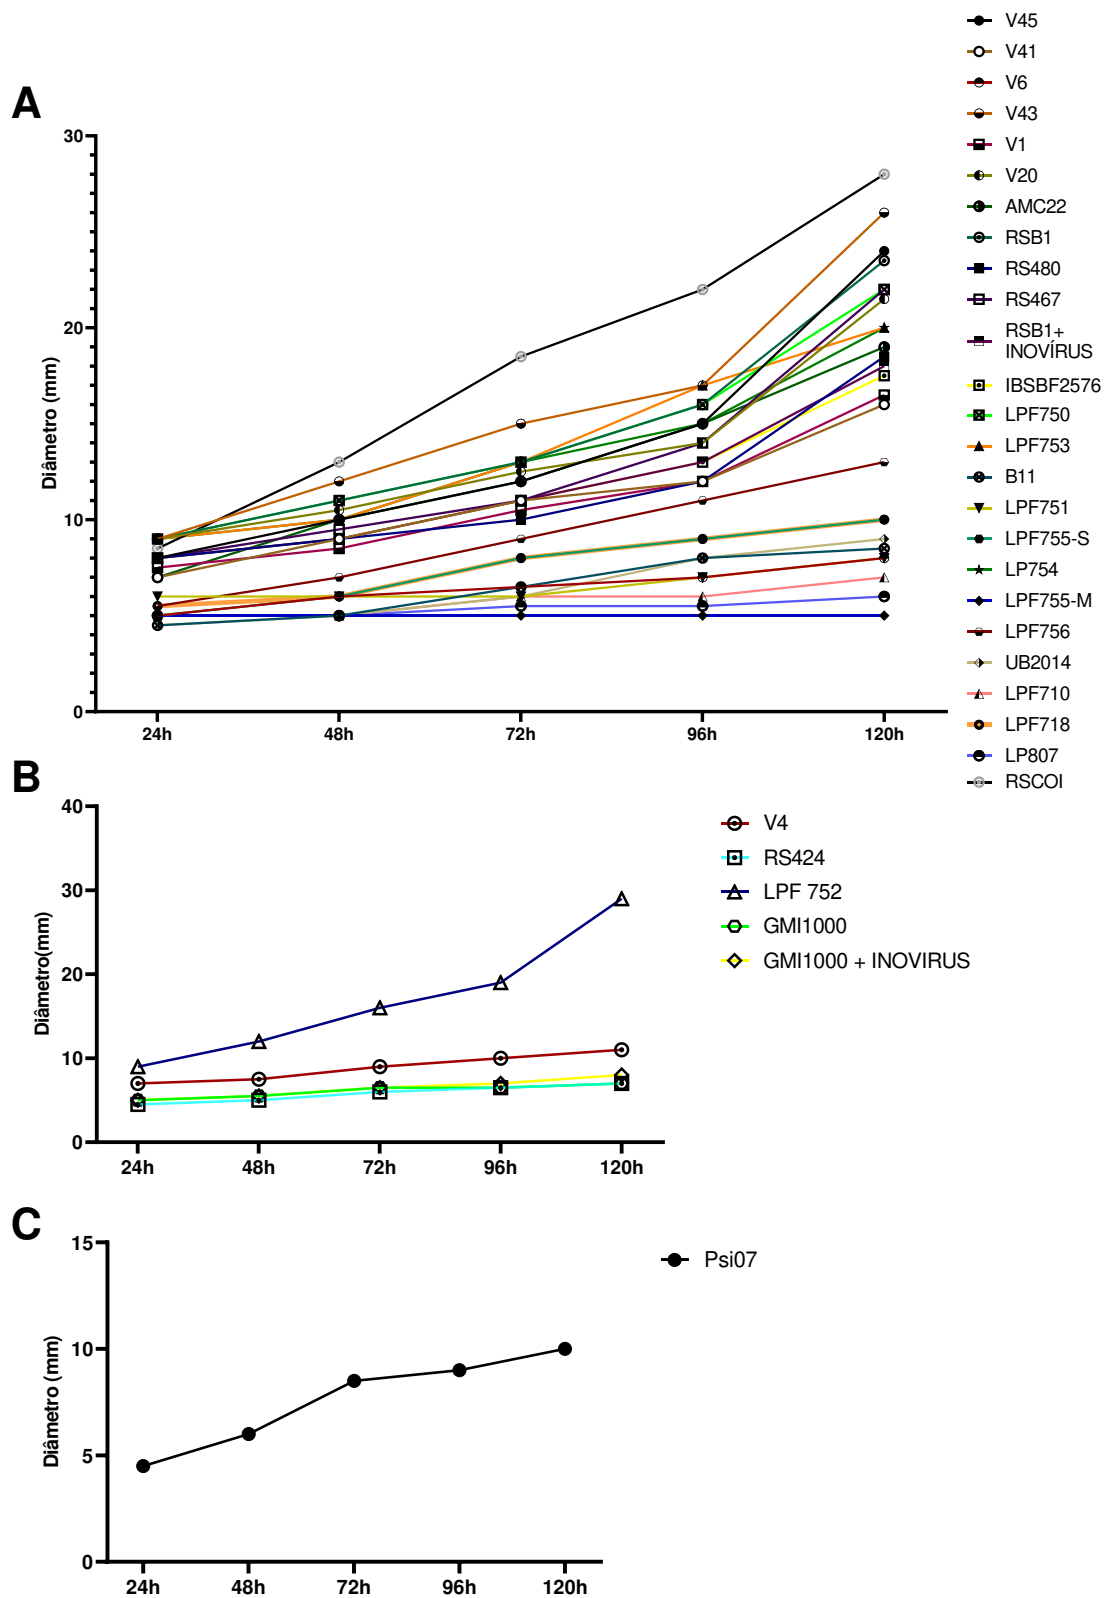 A
Diâmetro (mm)
30
20
10
0
24h
48h
72h
96h
120h
V45
V41
V6
V43
V1
V20
AMC22
RSB1
RS480
RS467
RSB1+
INOVÍRUS
IBSBF2576
LPF750
LPF753
B11
LPF751
LPF755-S
LP754
LPF755-M
LPF756
UB2014
LPF710
LPF718
LP807
RSCOI
B
Diâmetro(mm)
40
30
20
10
0
24h
48h
72h
96h
120h
V4
RS424
LPF 752
GMI1000
GMI1000 + INOVIRUS
C
Diâmetro (mm)
15
10
5
0
24h
48h
72h
96h
120h
Psi07